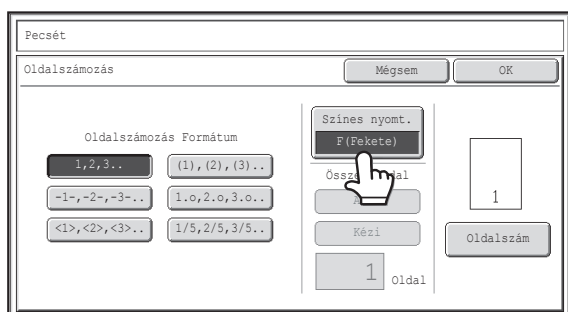 Pecsét
Oldalszámozás
Mégsem
OK
Oldalszámozás Formátum
1,2,3..
(1),(2),(3)..
-1-,-2-,-3-..
1.o,2.o,3.o..
<1>,<2>,<3>..
1/5,2/5,3/5..
Színes nyomt.
F(Fekete)
Kézi
1 Oldal
1
Oldalszám